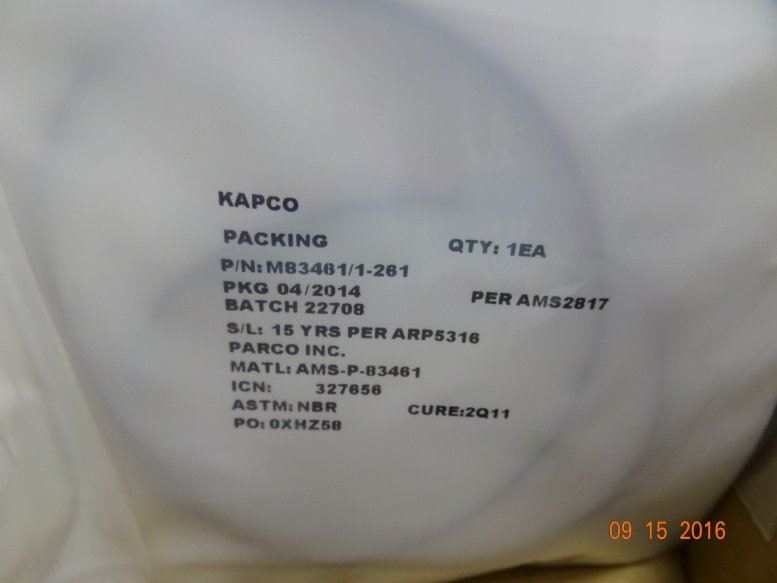 KAPCO
PACKING QTY: 1EA
P/N: M83461/1-261
PKG 04/2014 PER AMS2817
BATCH 22708
S/L: 15 YRS PER ARP5316
PARCO INC.
MATL: AMS-P-83461
ICN: 327656
ASTM: NBR CURE:2Q11
PO: 0XHZ58
09 15 2016